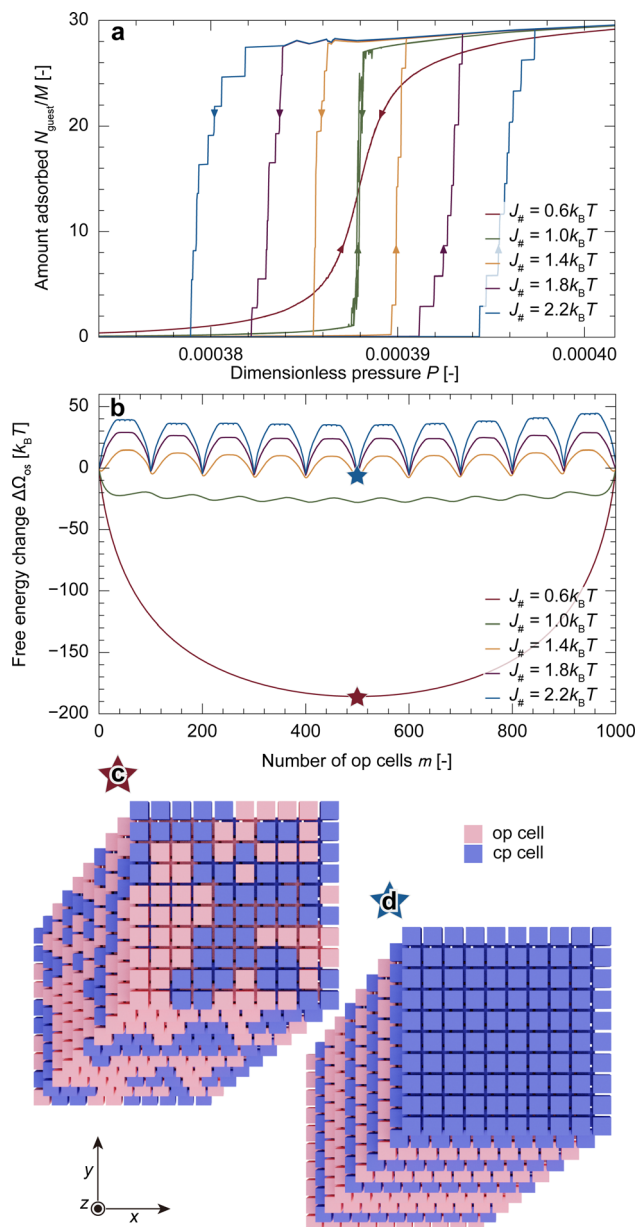 a
30
20
10
0
Amount adsorbed N_guest/M [-]
J_# = 0.6k_BT
J_# = 1.0k_BT
J_# = 1.4k_BT
J_# = 1.8k_BT
J_# = 2.2k_BT
0.00038 0.00039 0.00040
Dimensionless pressure P [-]
b
50
0
−50
−100
−150
−200
Free energy change ΔΩ_os [k_BT]
J_# = 0.6k_BT
J_# = 1.0k_BT
J_# = 1.4k_BT
J_# = 1.8k_BT
J_# = 2.2k_BT
0 200 400 600 800 1000
Number of op cells m [-]
c
op cell
cp cell
d
y
z
x